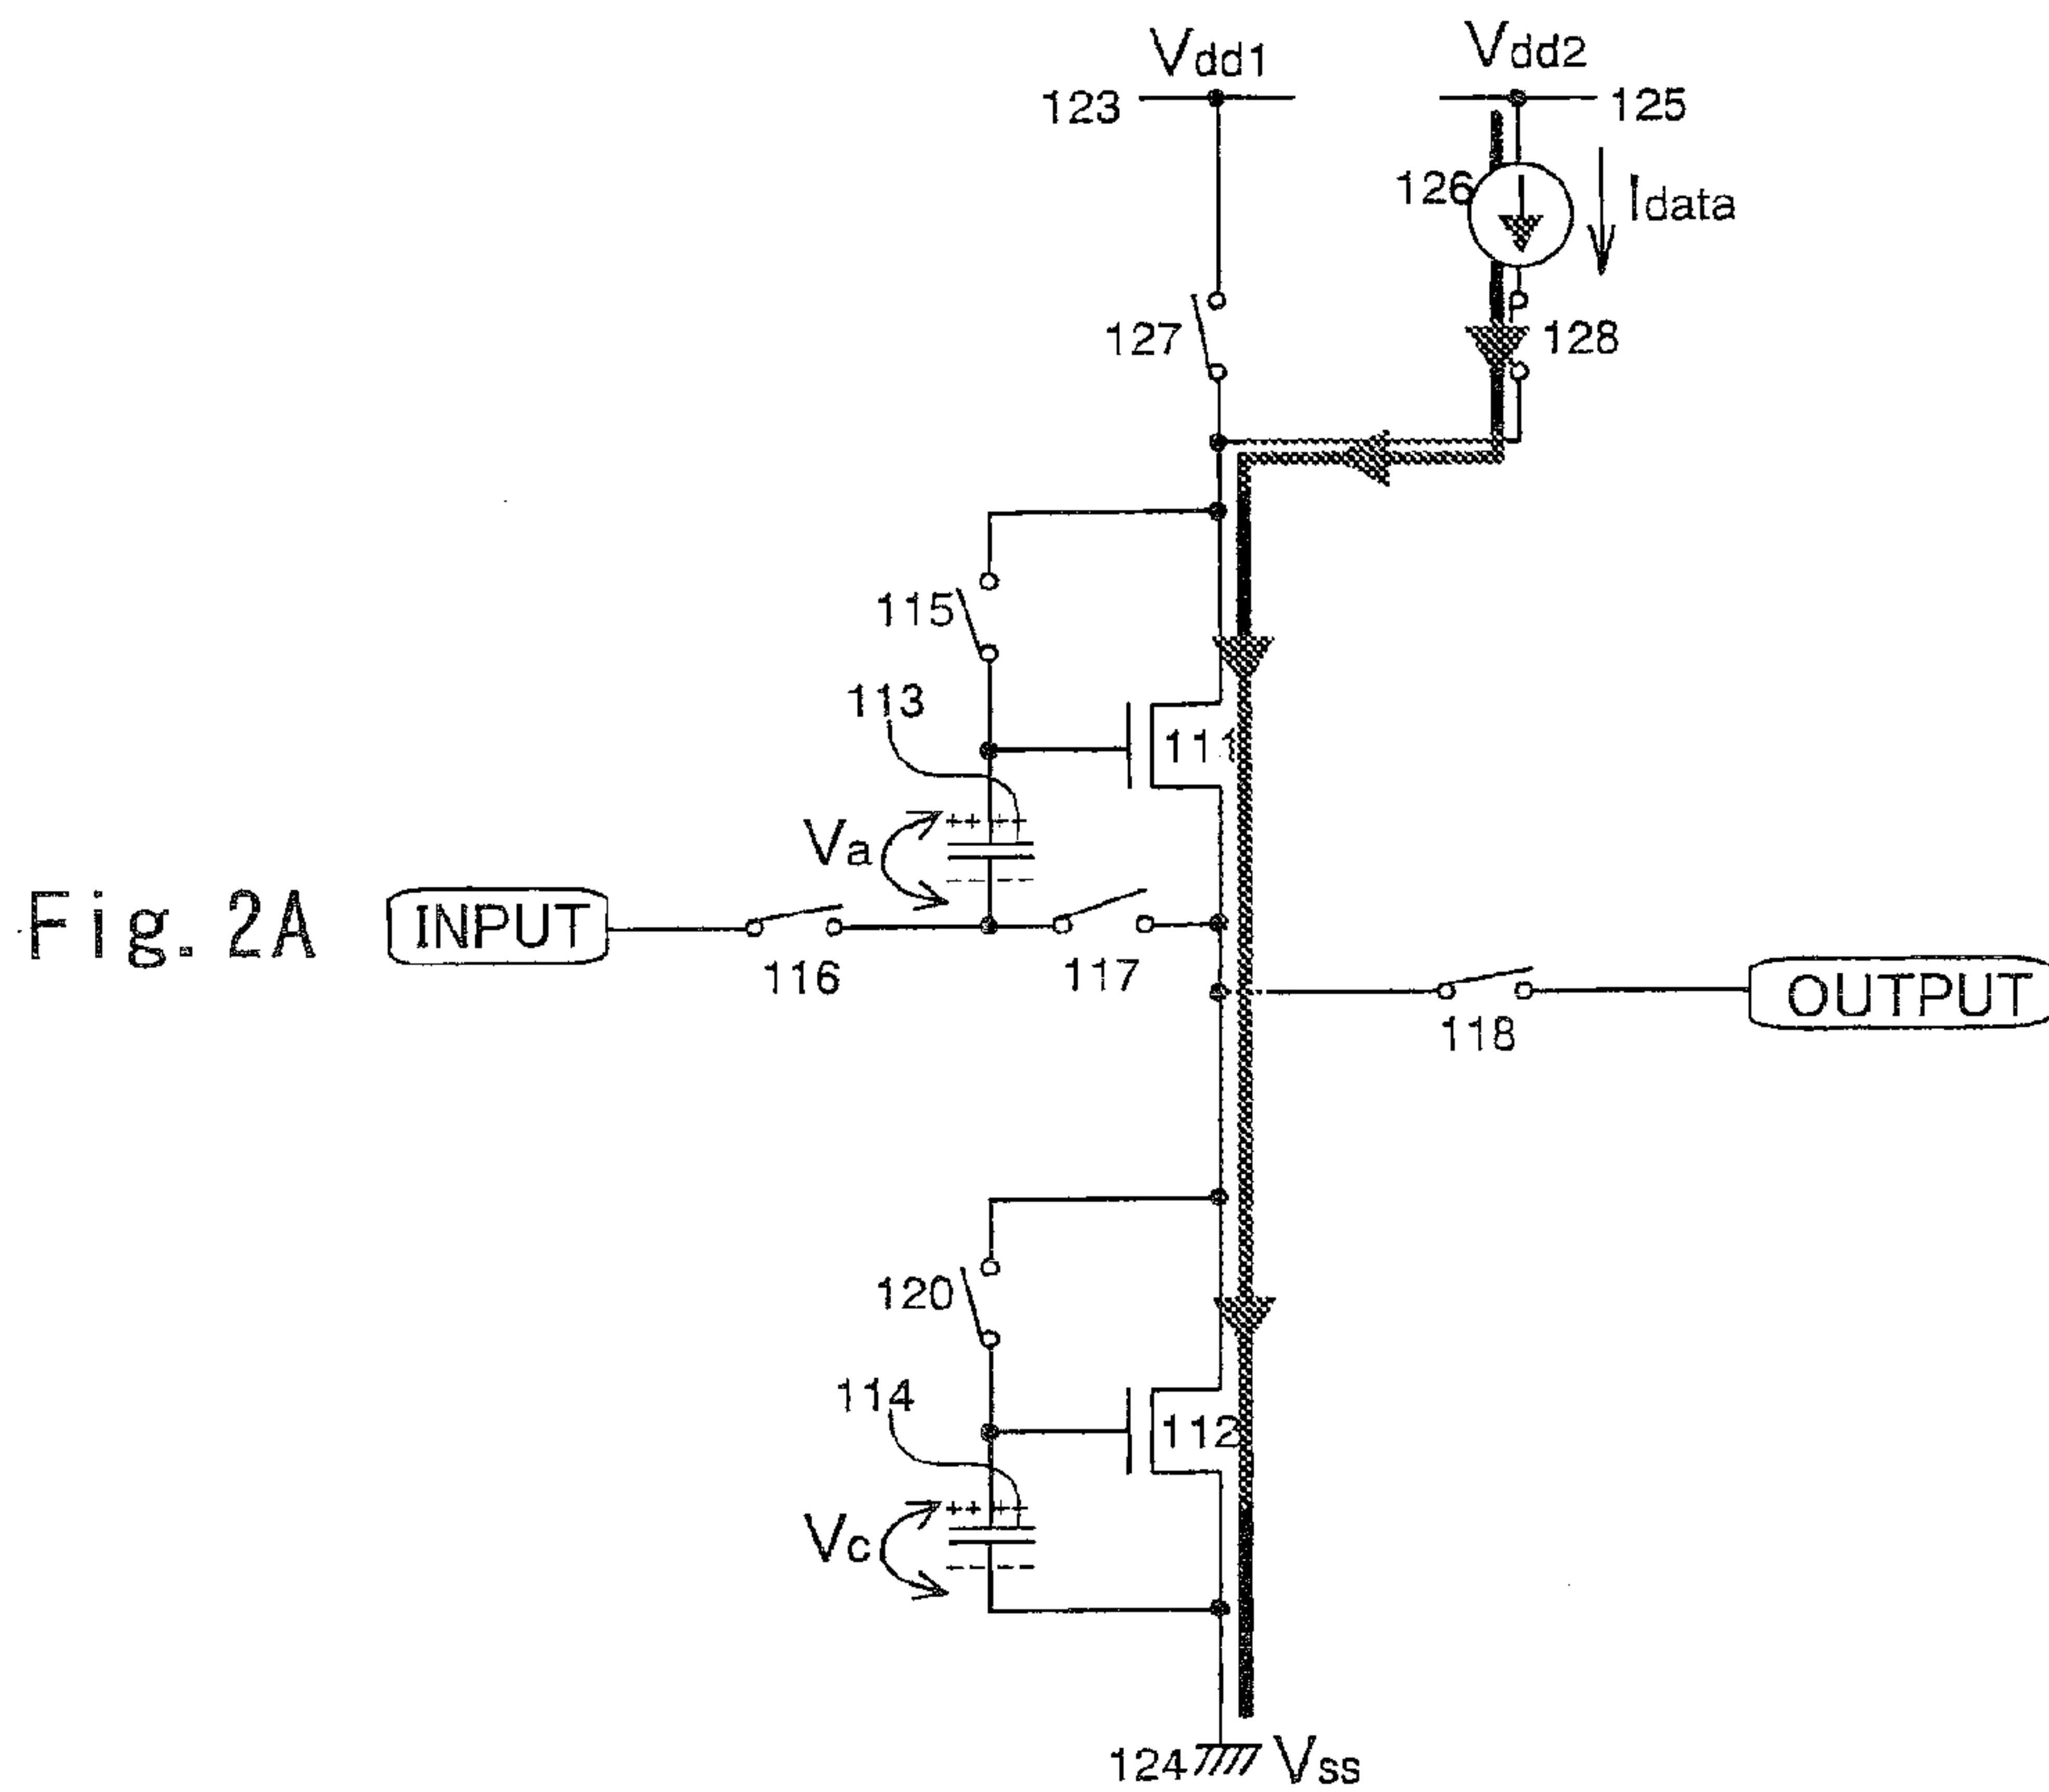 Vdd1
Vdd2
123
125
126
Idata
127
128
115
113
111
Va
Fig. 2A
INPUT
116
117
118
OUTPUT
120
114
112
Vc
124
Vss